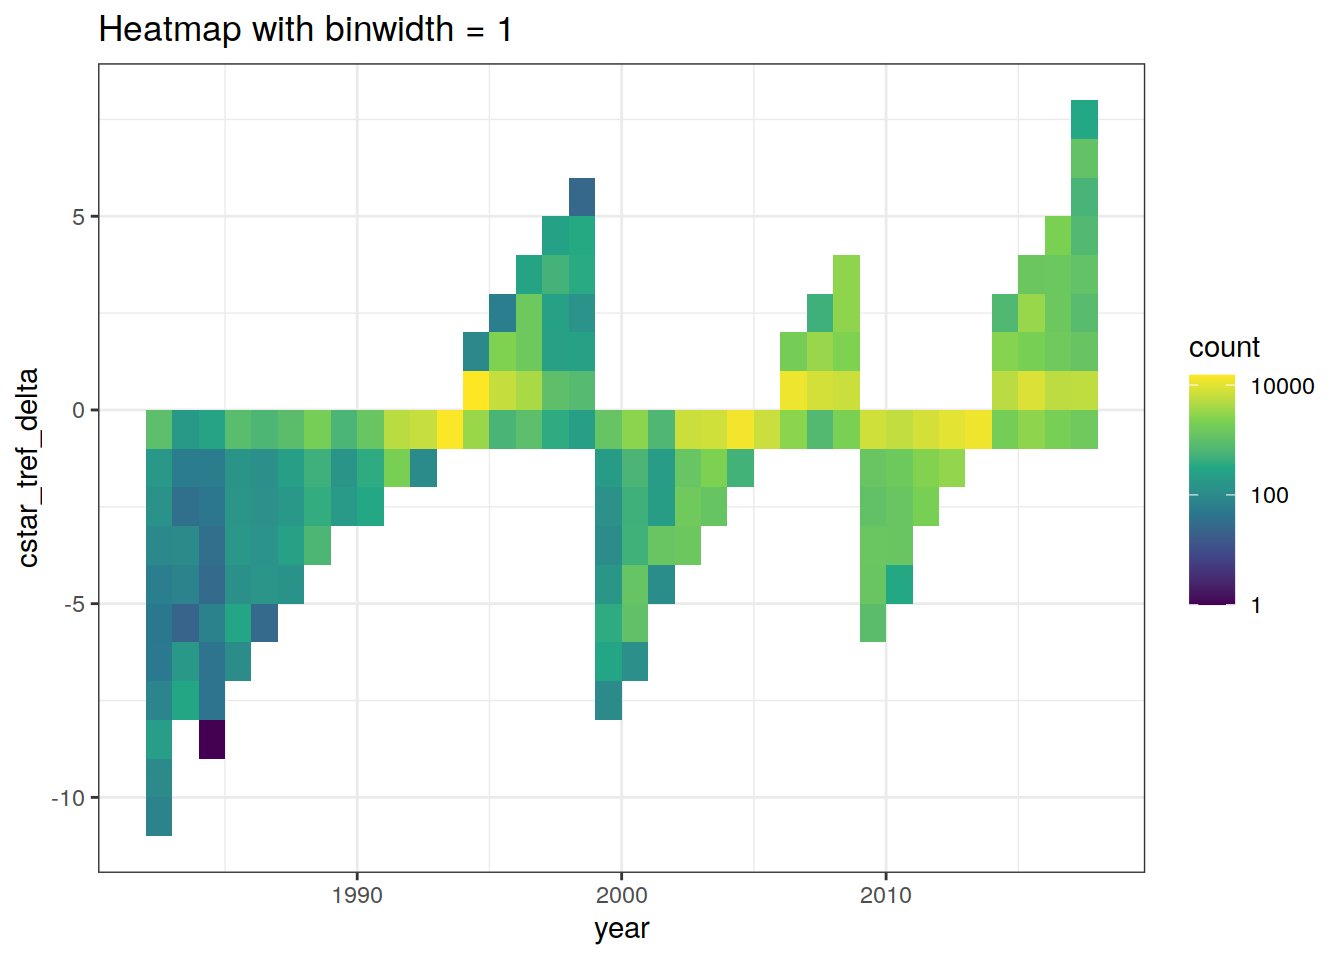 Heatmap with binwidth = 1
cstar_tref_delta
5
0
-5
-10
1990 2000 2010
year
count
10000
100
1